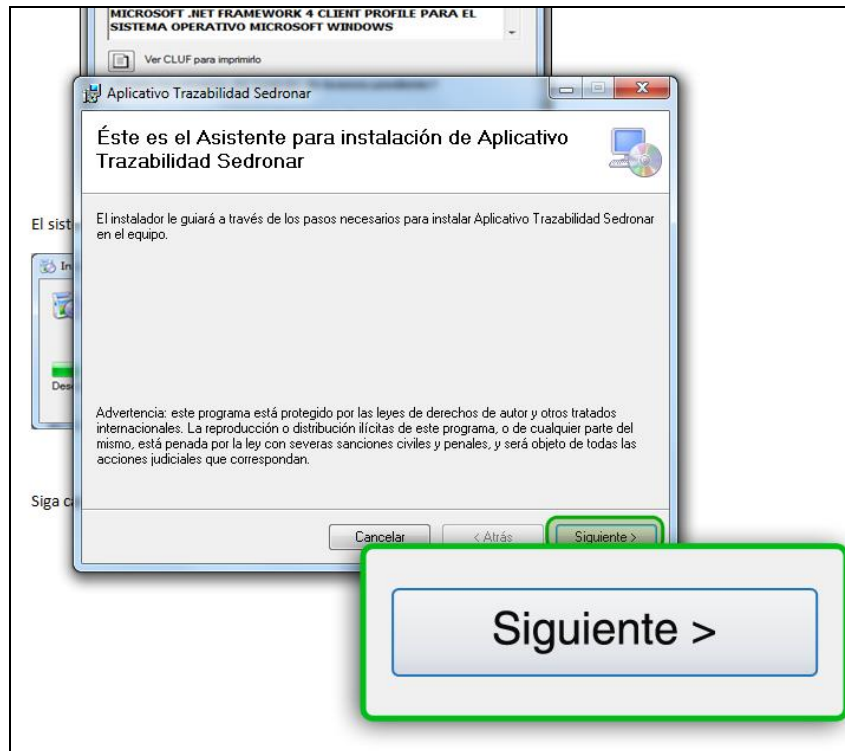 MICROSOFT .NET FRAMEWORK 4 CLIENT PROFILE PARA EL
SISTEMA OPERATIVO MICROSOFT WINDOWS
Ver CLUF para imprimirlo
Aplicativo Trazabilidad Sedronar
Éste es el Asistente para instalación de Aplicativo
Trazabilidad Sedronar
El sist
El instalador le guiará a través de los pasos necesarios para instalar Aplicativo Trazabilidad Sedronar
en el equipo.
In
Des
Advertencia: este programa está protegido por las leyes de derechos de autor y otros tratados
internacionales. La reproducción o distribución ilícitas de este programa, o de cualquier parte del
mismo, está penada por la ley con severas sanciones civiles y penales, y será objeto de todas las
acciones judiciales que correspondan.
Siga c
Cancelar < Atrás Siguiente >
Siguiente >